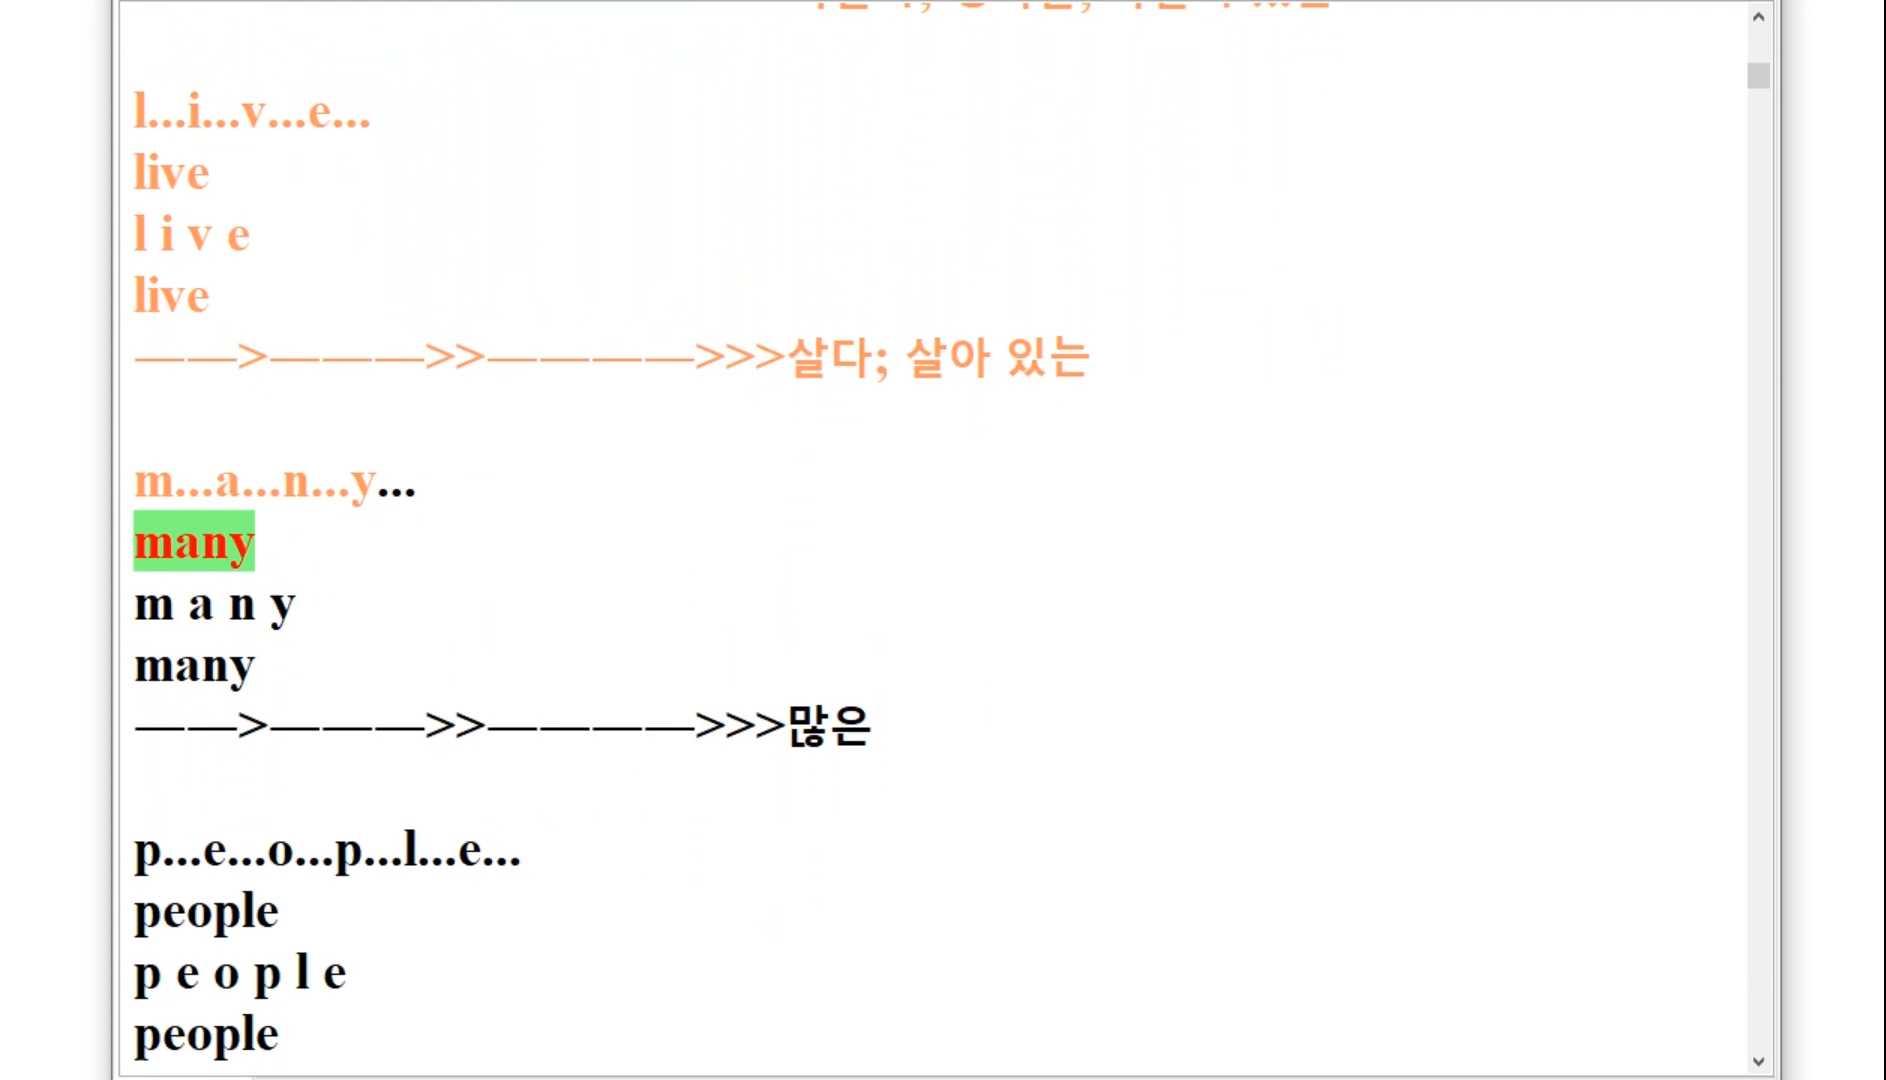 l...i...v...e...
live
l i v e
live
——>———>>————>>>살다; 살아 있는
m...a...n...y...
many
m a n y
many
——>———>>————>>>많은
p...e...o...p...l...e...
people
p e o p l e
people